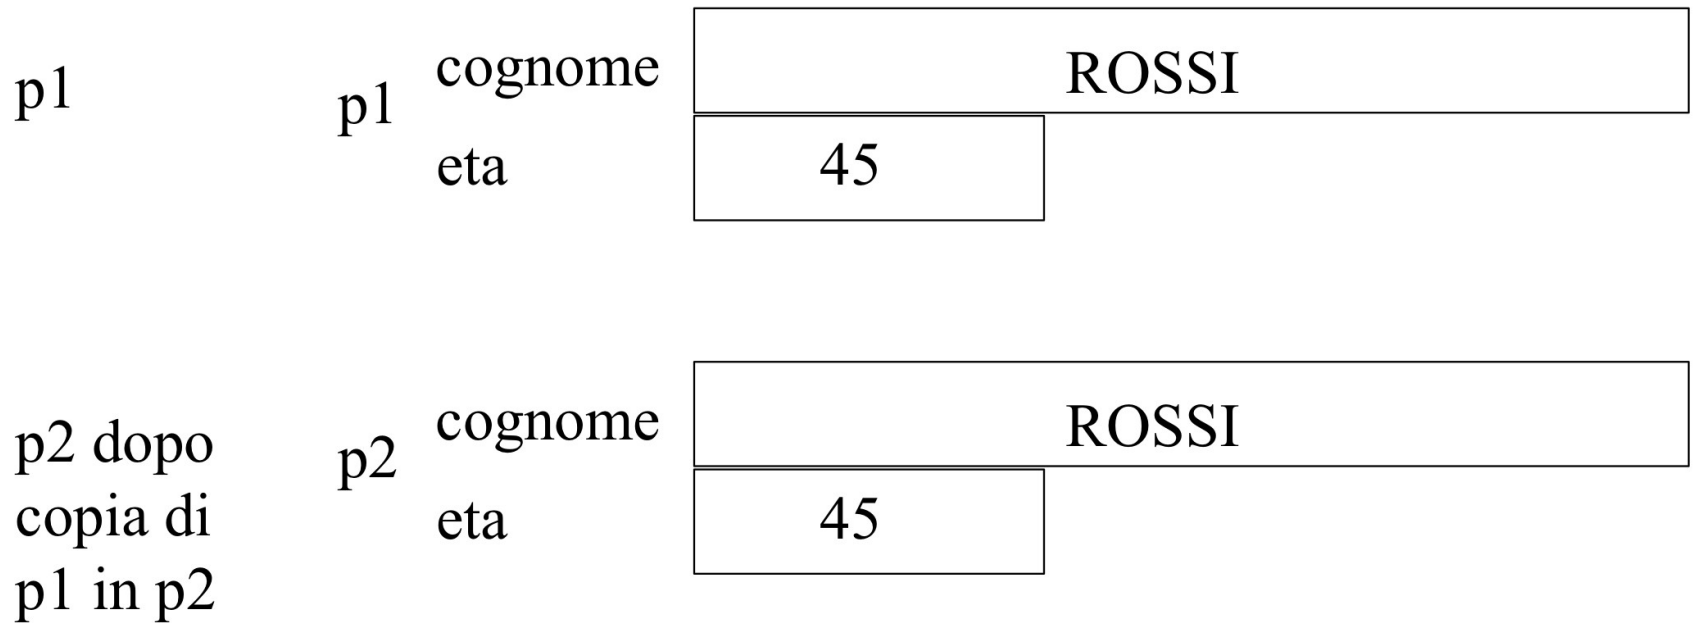 p1
p1
cognome
ROSSI
eta
45
p2 dopo
copia di
p1 in p2
p2
cognome
ROSSI
eta
45